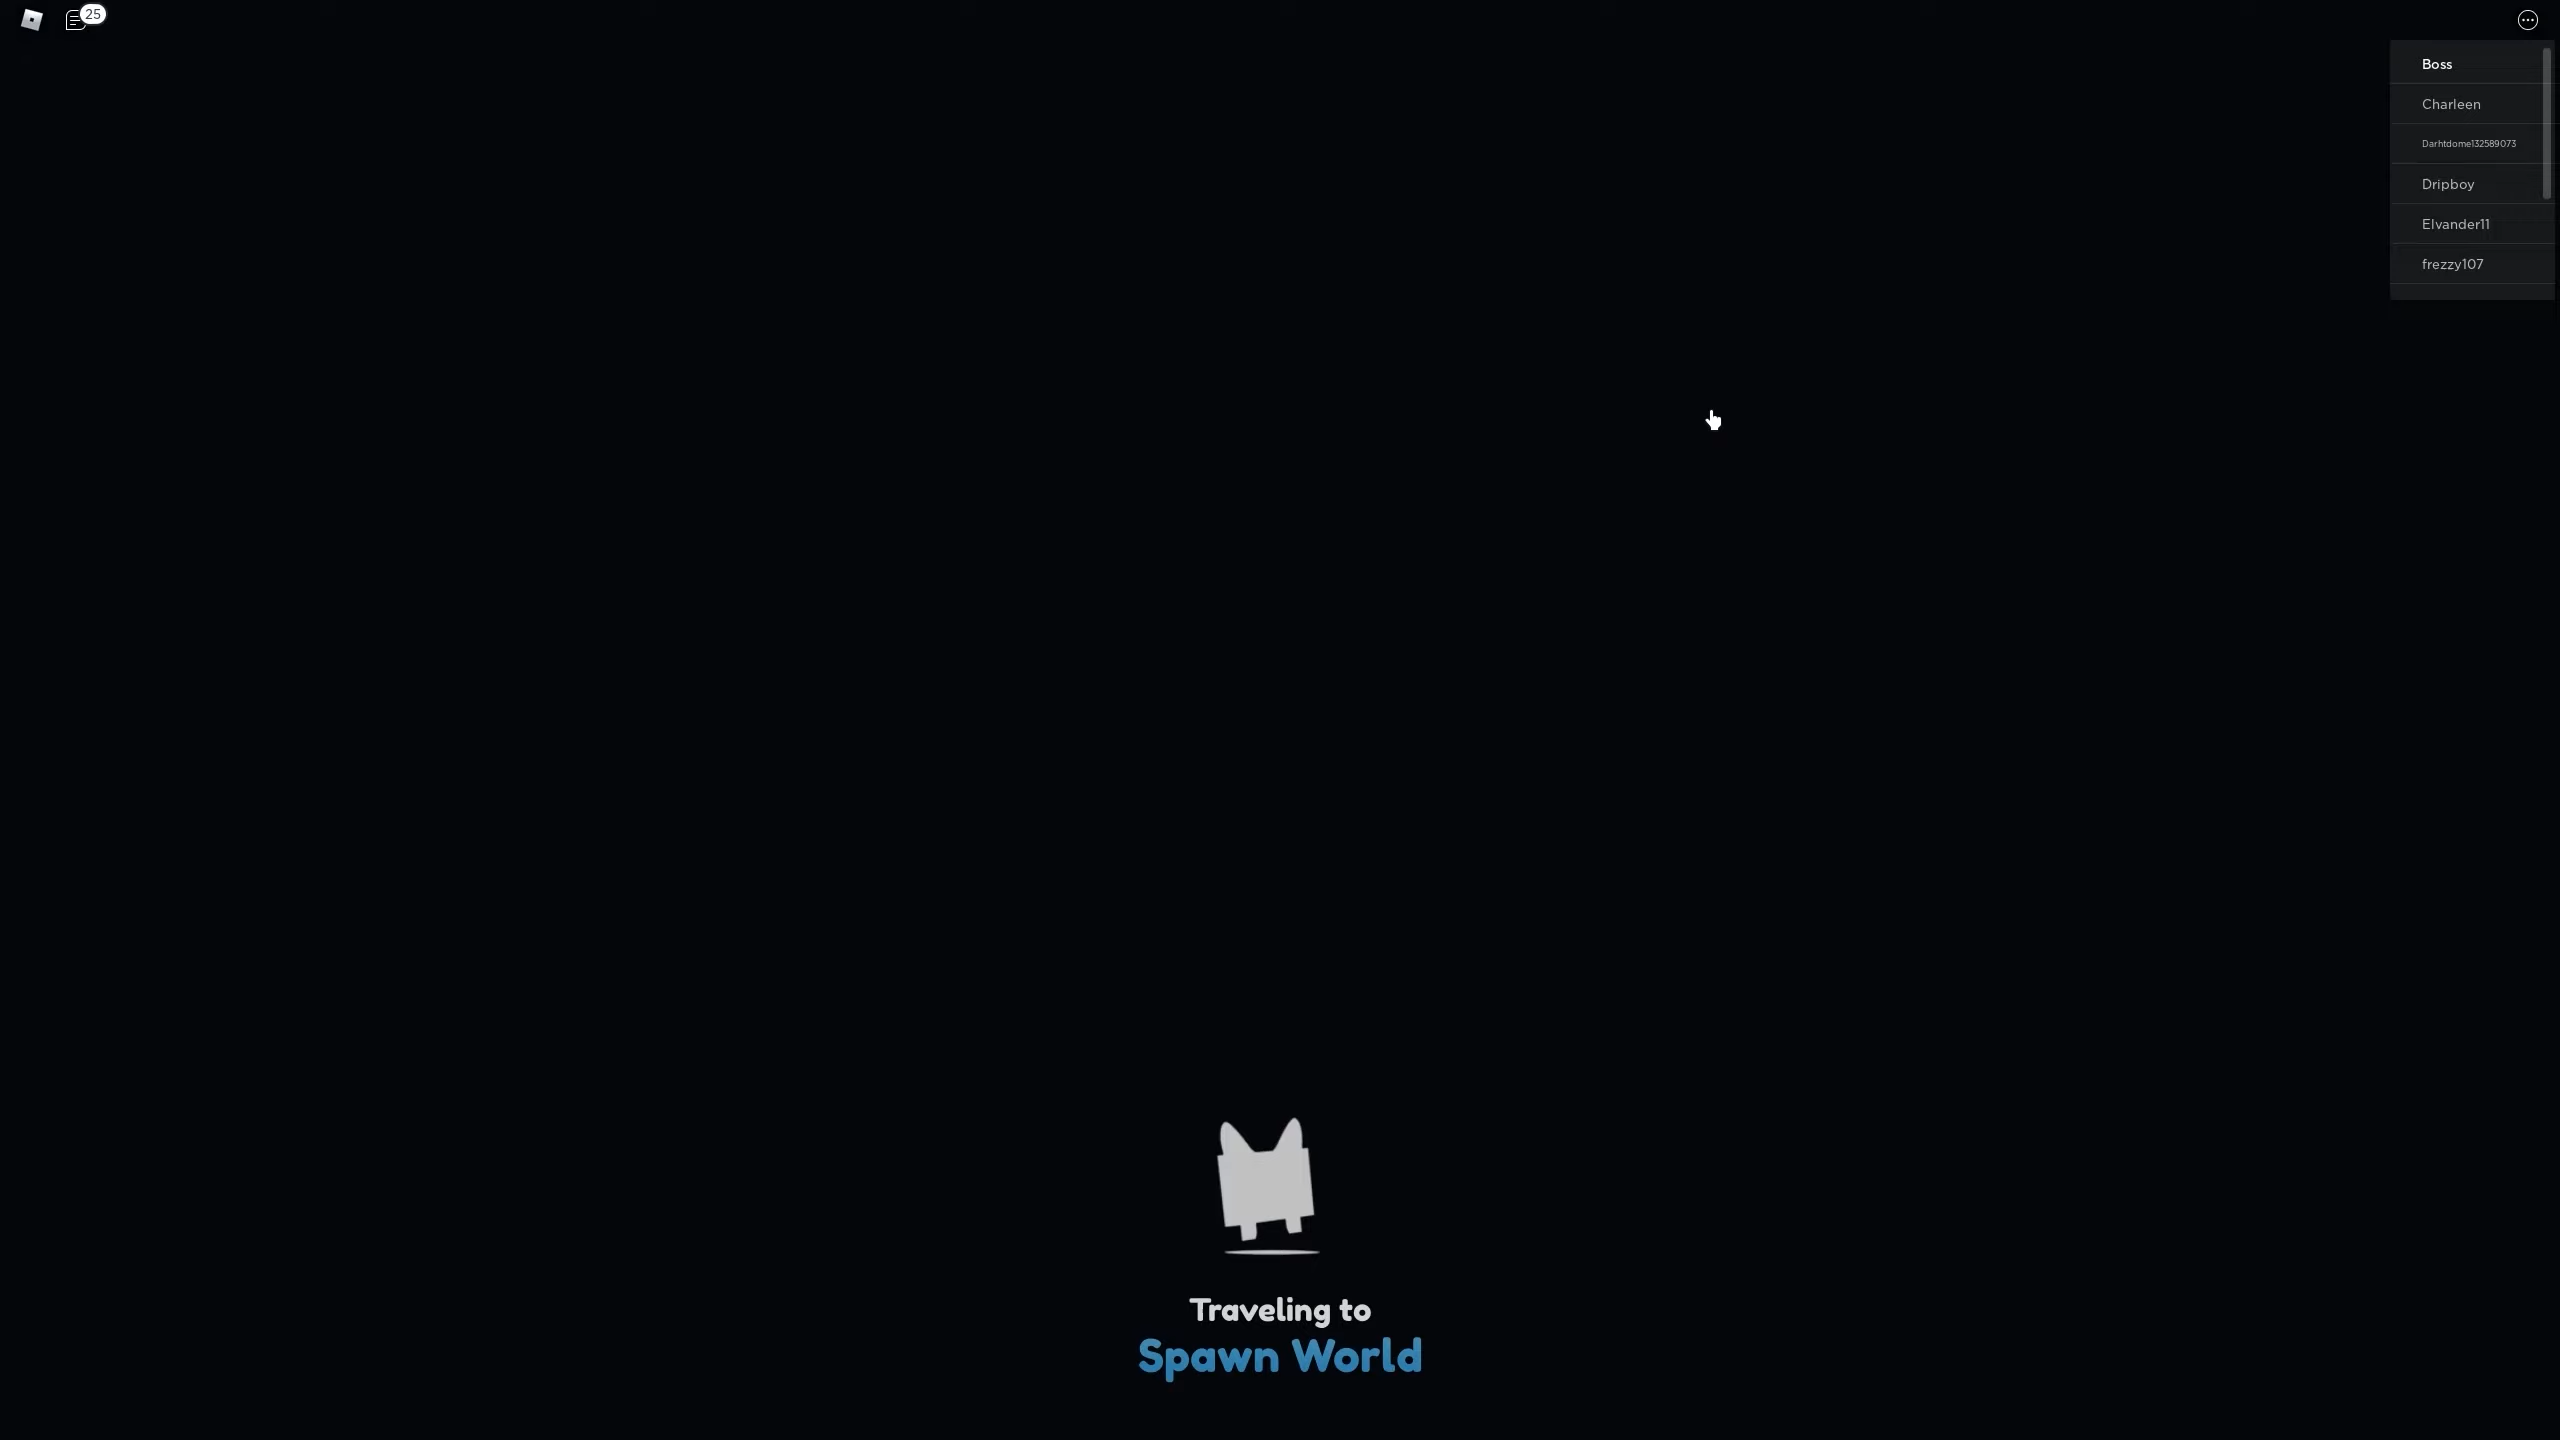 25
Boss
Charleen
Darhtdome132589073
Dripboy
Elvander11
frezzy107
Traveling to
Spawn World